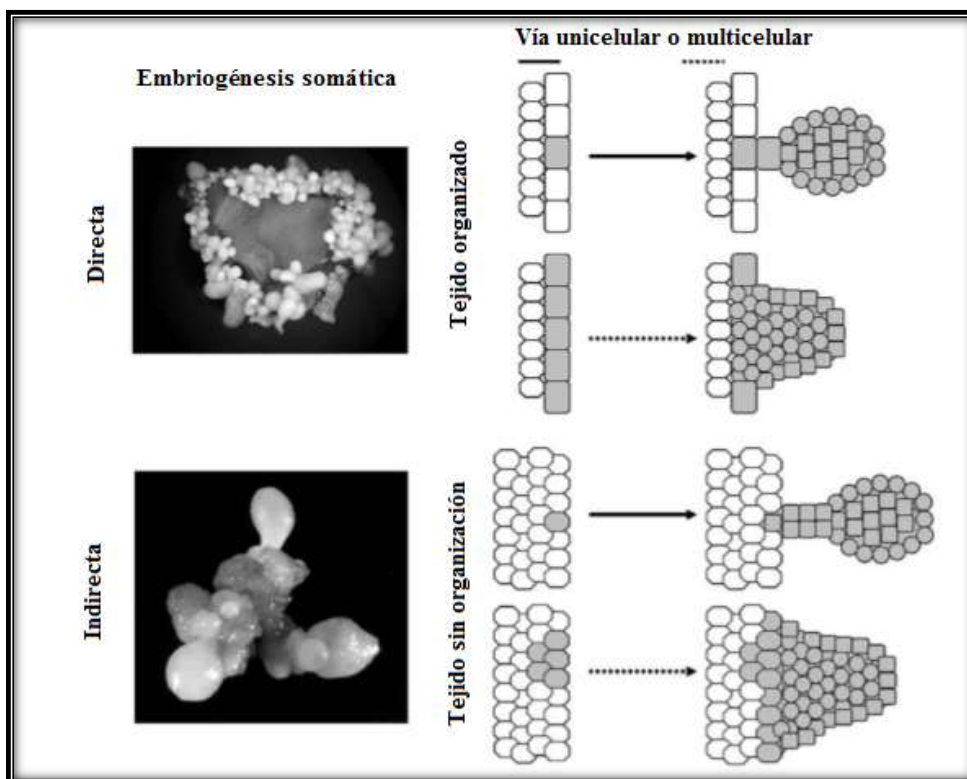 Vía unicelular o multicelular
Embriogénesis somática
Directa
Tejido organizado
Indirecta
Tejido sin organización